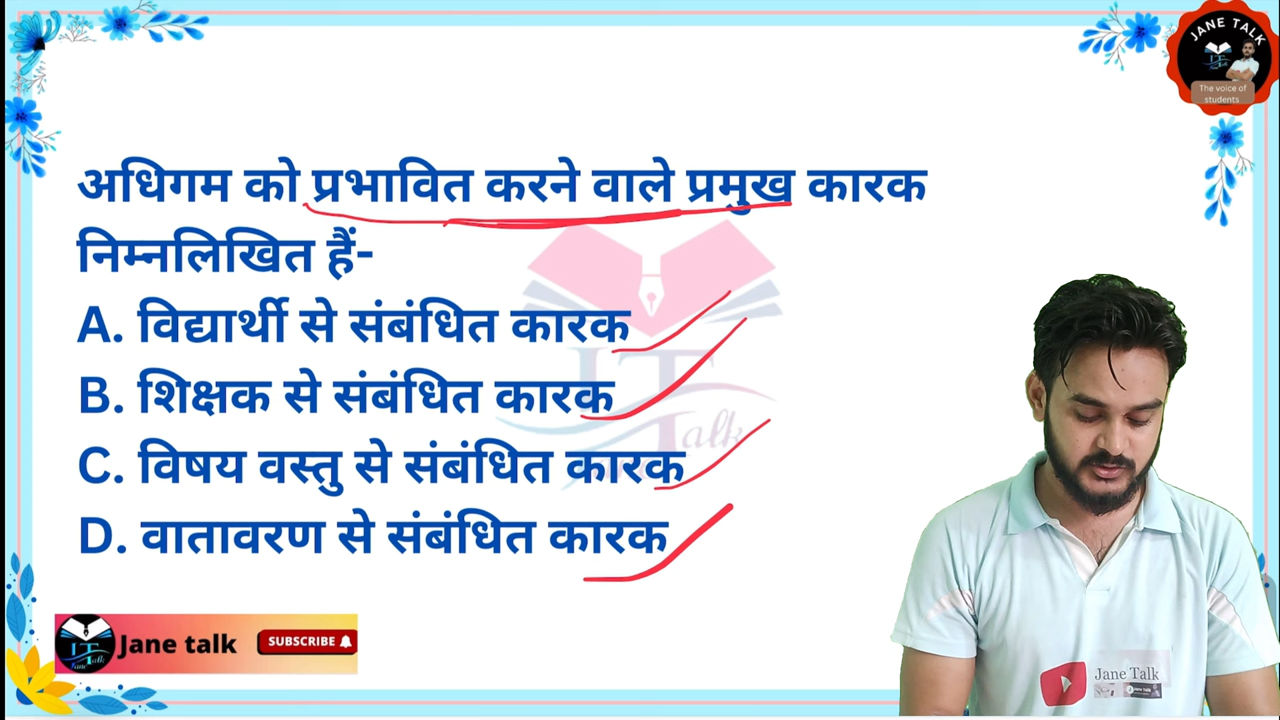 JANE TALK
The voice of
students
अधिगम को प्रभावित करने वाले प्रमुख कारक
निम्नलिखित हैं-
A. विद्यार्थी से संबंधित कारक
B. शिक्षक से संबंधित कारक
C. विषय वस्तु से संबंधित कारक
D. वातावरण से संबंधित कारक
Jane talk
SUBSCRIBE
Jane Talk